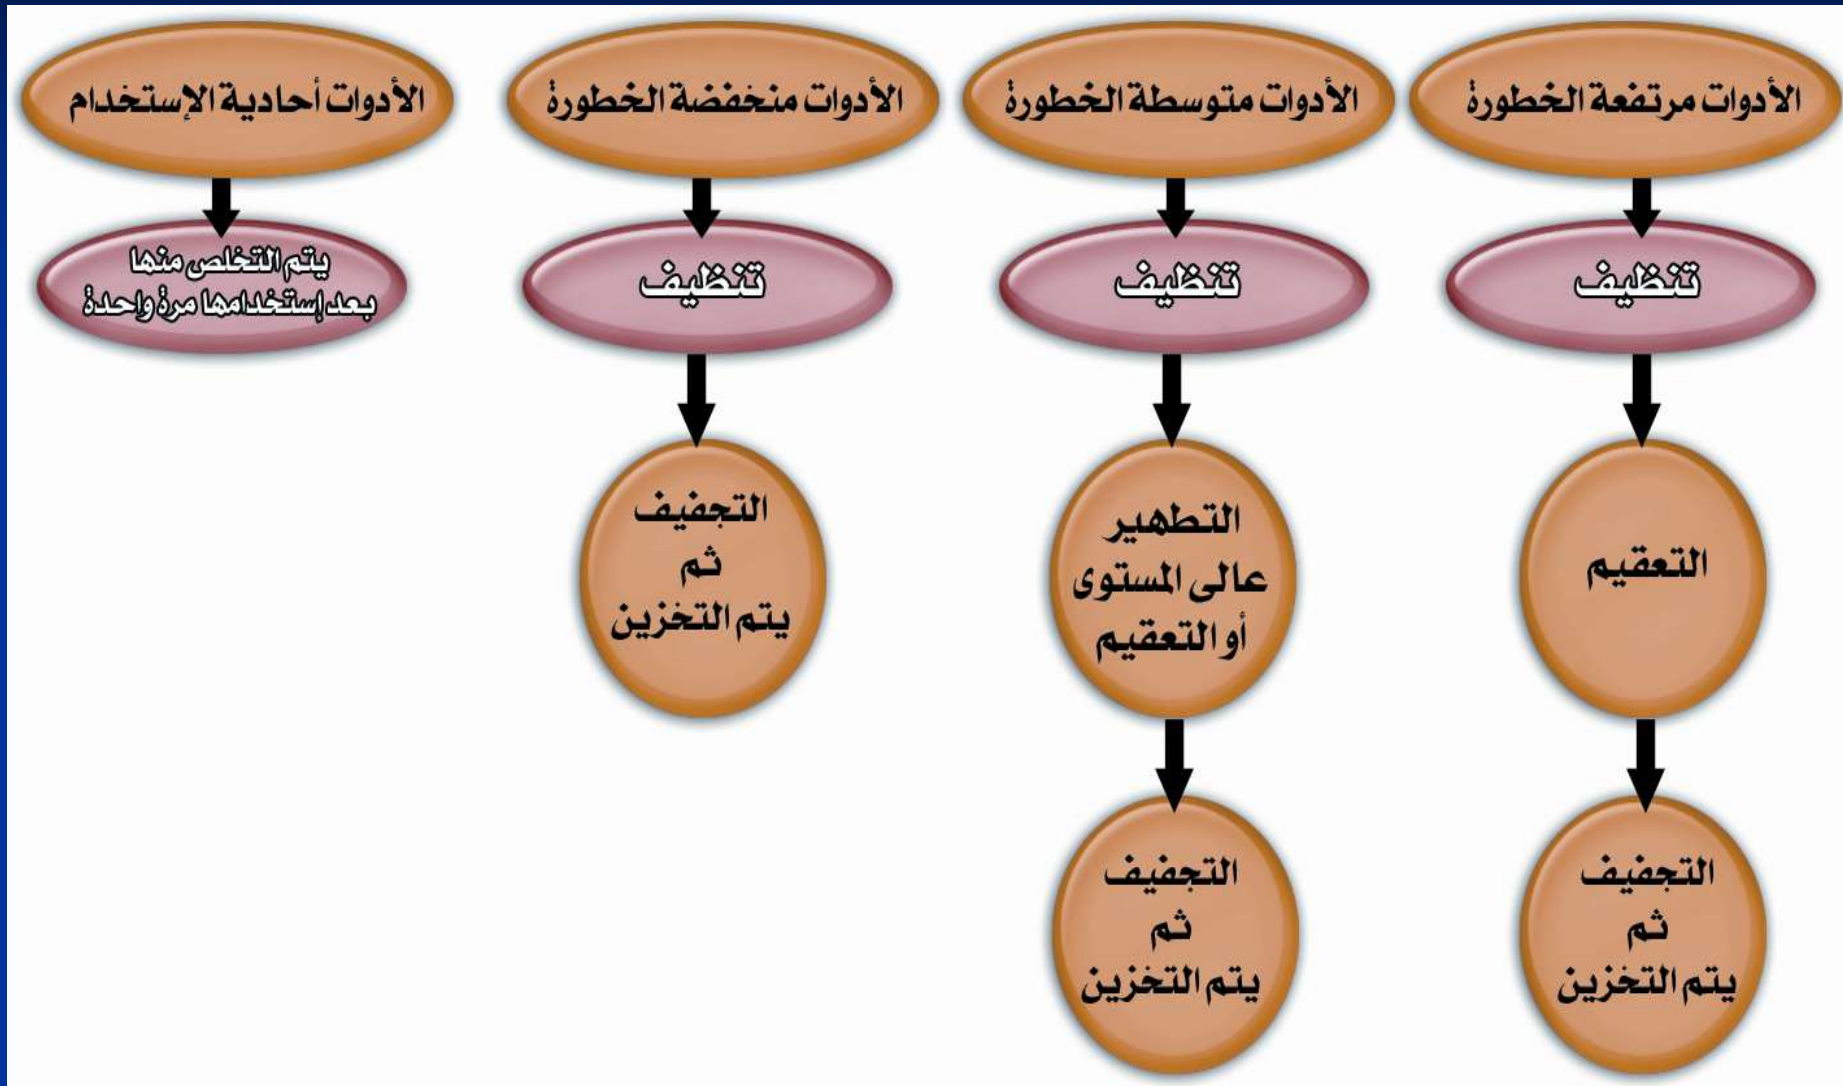 الأدوات مرتفعة الخطورة
الأدوات متوسطة الخطورة
الأدوات منخفضة الخطورة
الأدوات أحادية الإستخدام
تنظيف
تنظيف
تنظيف
يتم التخلص منها
بعد إستخدامها مرة واحدة
التعقيم
التطهير
عالى المستوى
أو التعقيم
التجفيف
ثم
يتم التخزين
التجفيف
ثم
يتم التخزين
التجفيف
ثم
يتم التخزين